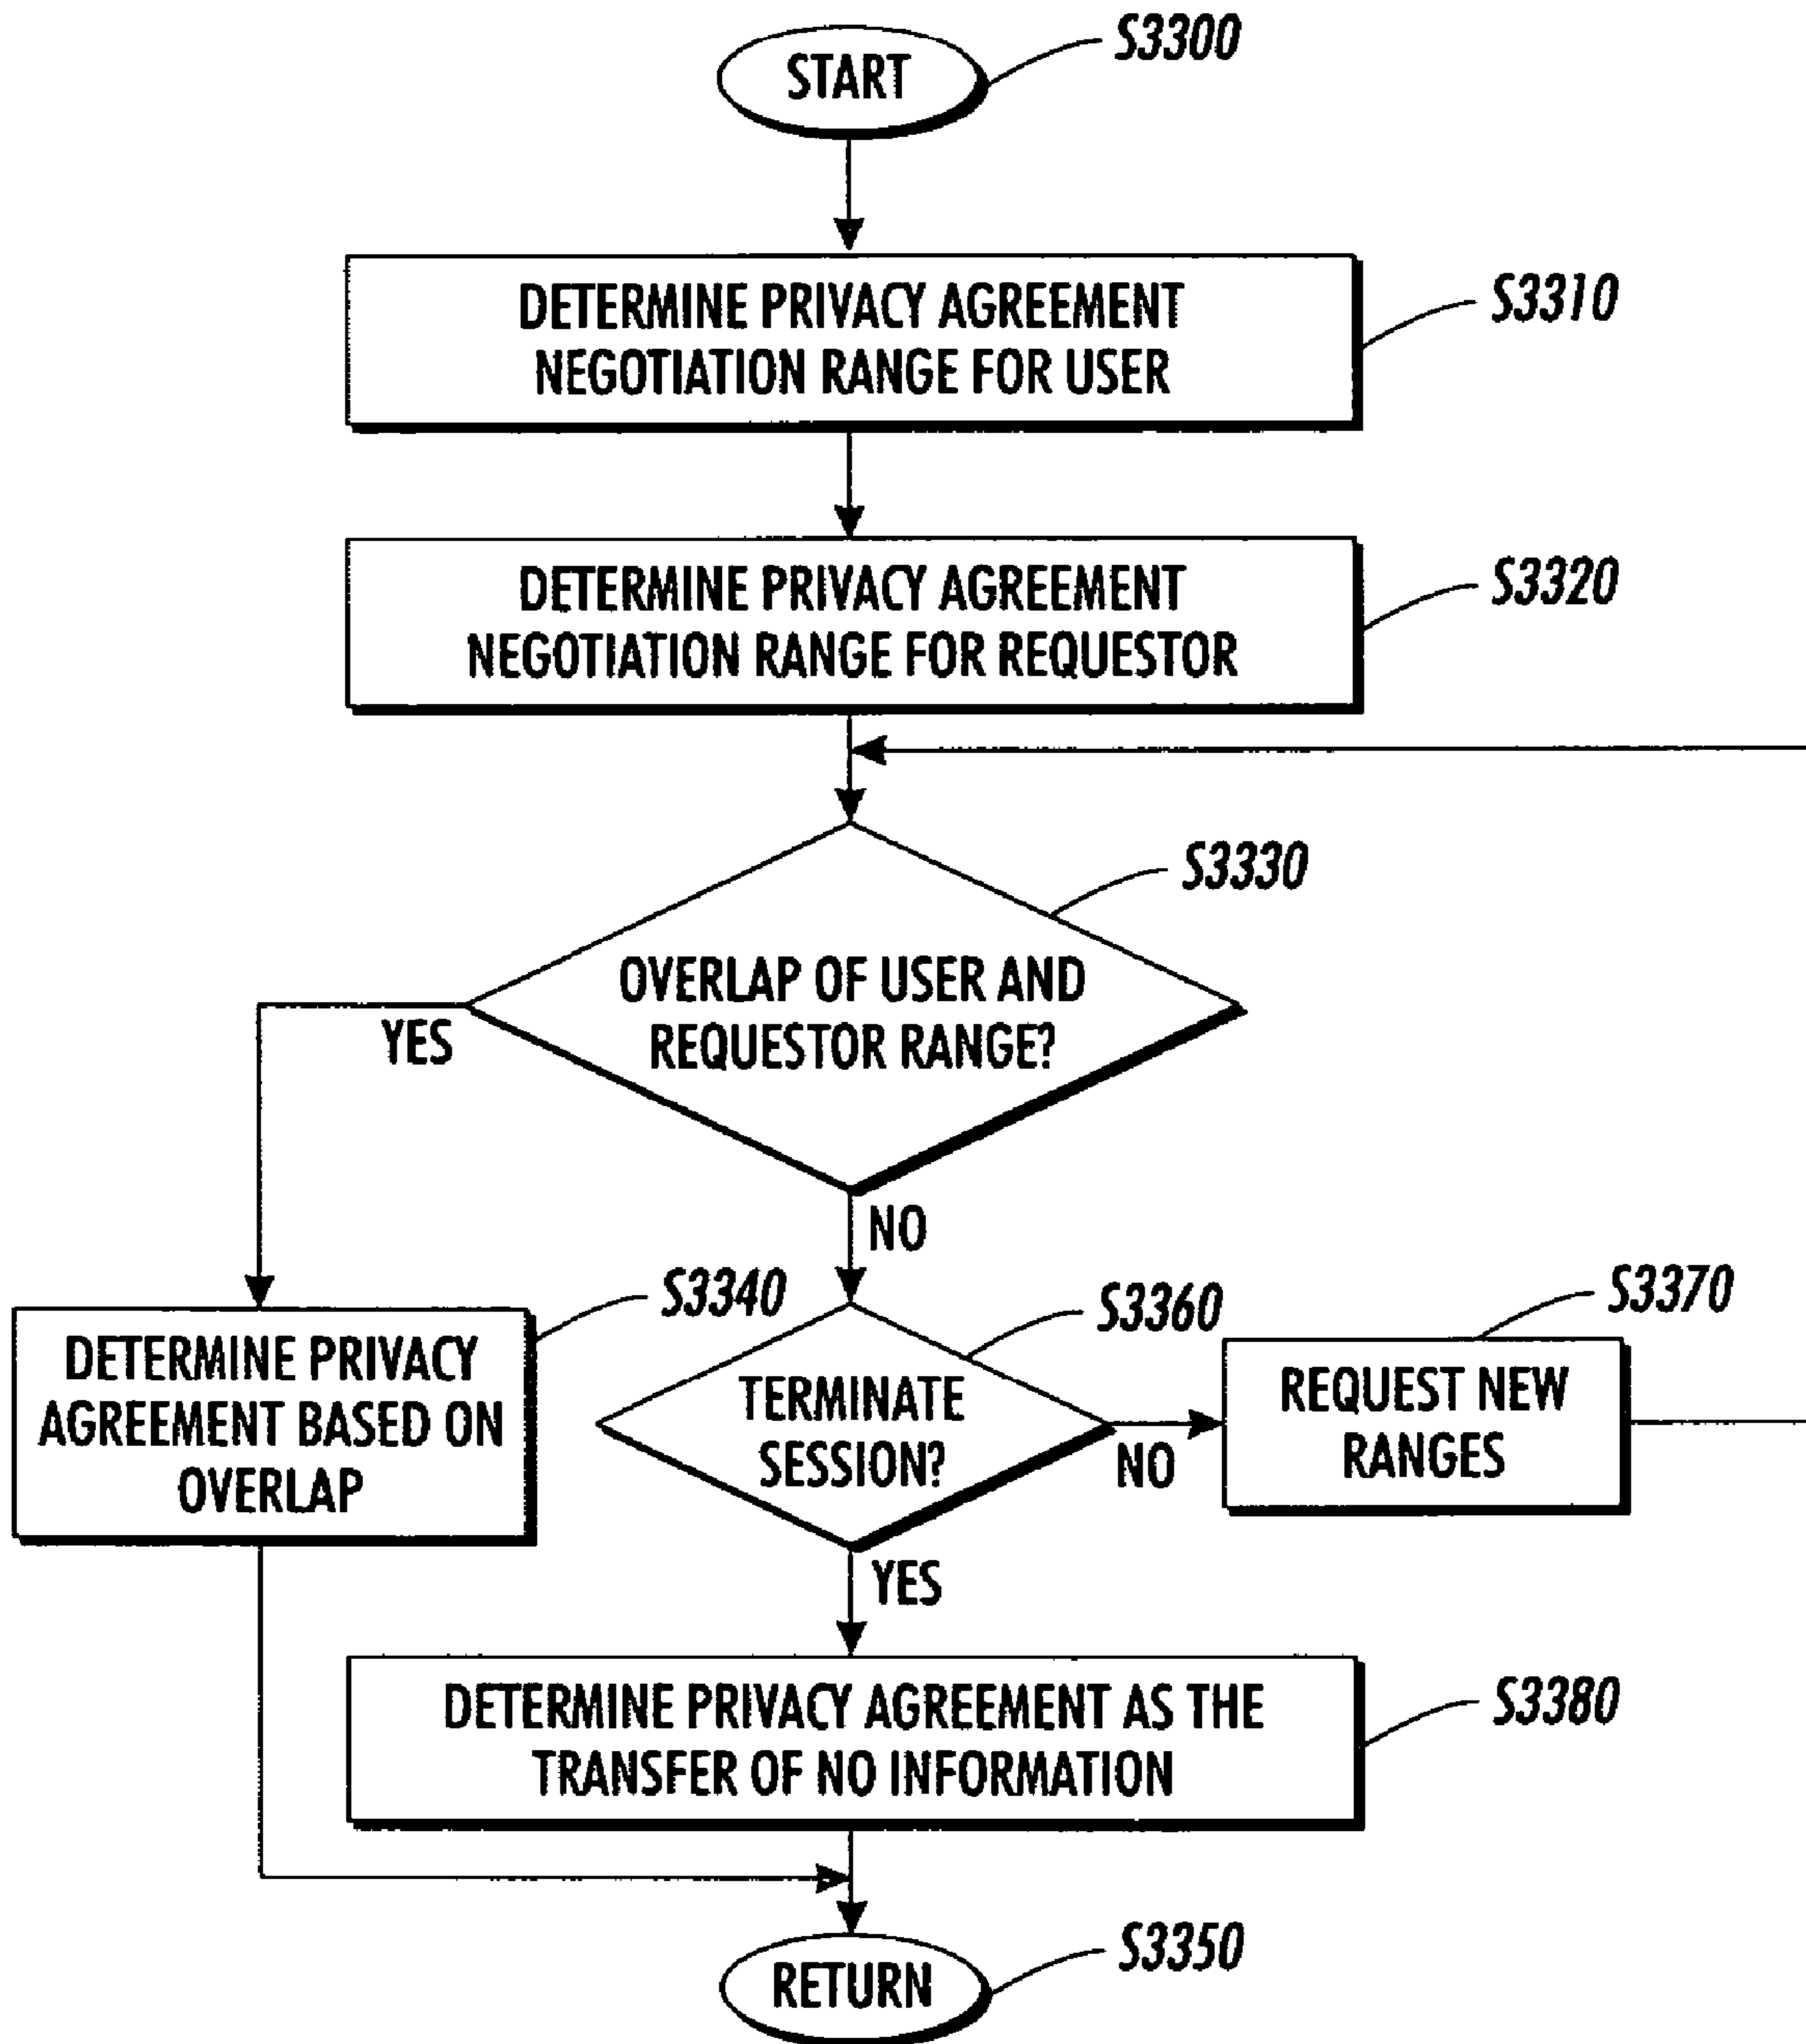 START
S3300
DETERMINE PRIVACY AGREEMENT
NEGOTIATION RANGE FOR USER
S3310
DETERMINE PRIVACY AGREEMENT
NEGOTIATION RANGE FOR REQUESTOR
S3320
S3330
OVERLAP OF USER AND
REQUESTOR RANGE?
YES
NO
S3340
DETERMINE PRIVACY
AGREEMENT BASED ON
OVERLAP
S3360
TERMINATE
SESSION?
NO
S3370
REQUEST NEW
RANGES
YES
DETERMINE PRIVACY AGREEMENT AS THE
TRANSFER OF NO INFORMATION
S3380
RETURN
S3350